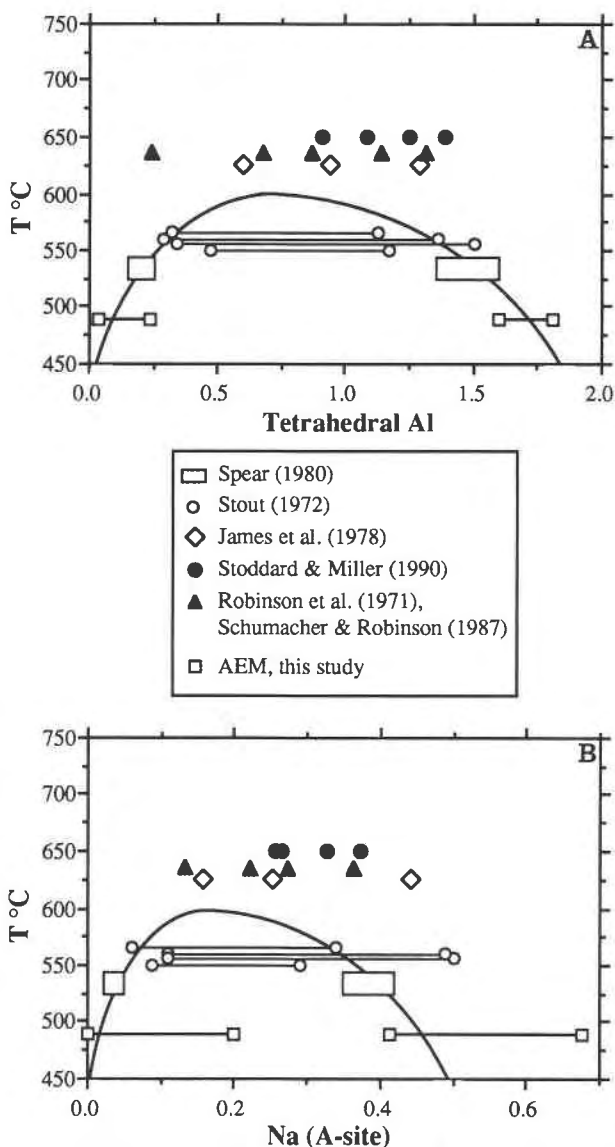 A
750
700
650
600
550
500
450
T °C
0.0 0.5 1.0 1.5 2.0
Tetrahedral Al
Spear (1980)
Stout (1972)
James et al. (1978)
Stoddard & Miller (1990)
Robinson et al. (1971),
Schumacher & Robinson (1987)
AEM, this study
B
750
700
650
600
550
500
450
T °C
0.0 0.2 0.4 0.6
Na (A-site)